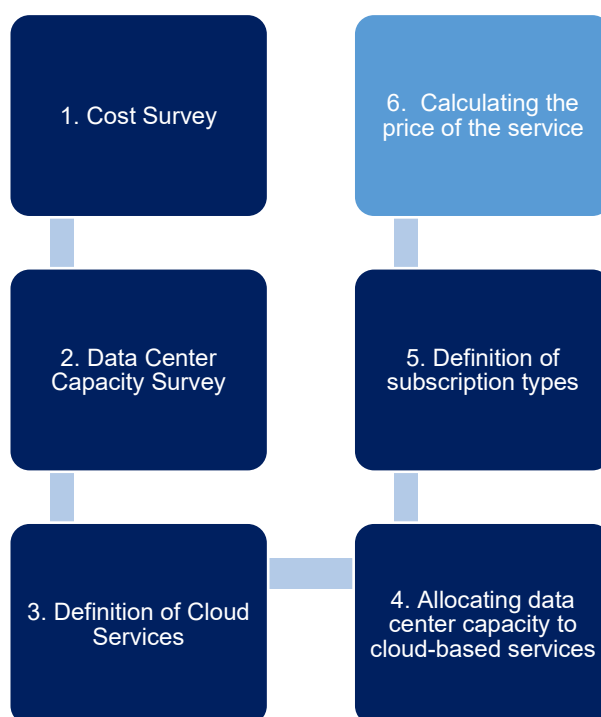 1. Cost Survey
2. Data Center
Capacity Survey
3. Definition of Cloud
Services
4. Allocating data
center capacity to
cloud-based services
5. Definition of
subscription types
6.  Calculating the
price of the service